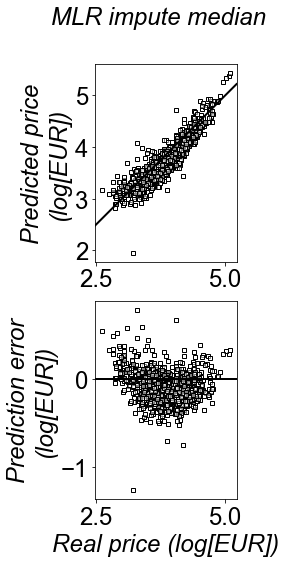 MLR impute median
Predicted price
(log[EUR])
5
4
3
2
2.5 5.0
Prediction error
(log[EUR])
0
−1
2.5 5.0
Real price (log[EUR])